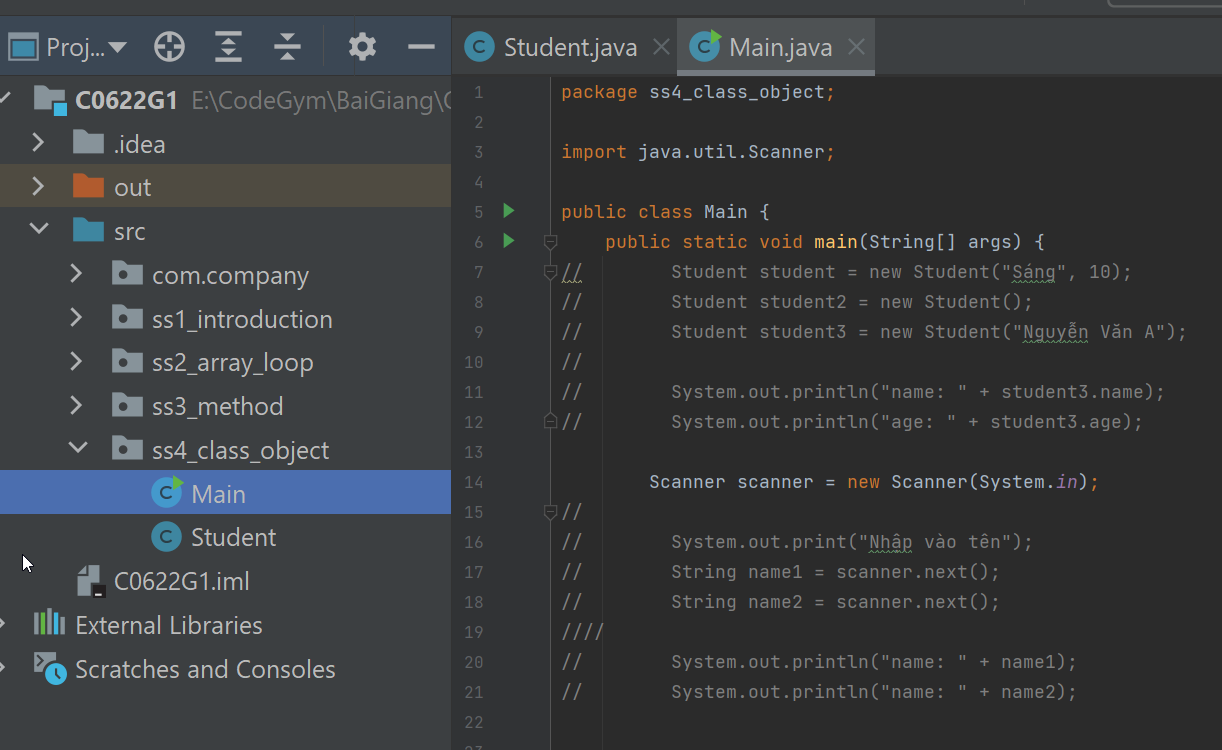 Proj...
Student.java
Main.java
C0622G1 E:\CodeGym\BaiGiang\
.idea
out
src
com.company
ss1_introduction
ss2_array_loop
ss3_method
ss4_class_object
Main
Student
C0622G1.iml
External Libraries
Scratches and Consoles
1 package ss4_class_object;
2
3 import java.util.Scanner;
4
5 public class Main {
6 public static void main(String[] args) {
7 // Student student = new Student("Sáng", 10);
8 // Student student2 = new Student();
9 // Student student3 = new Student("Nguyễn Văn A");
10 //
11 // System.out.println("name: " + student3.name);
12 // System.out.println("age: " + student3.age);
13
14 Scanner scanner = new Scanner(System.in);
15 //
16 // System.out.print("Nhập vào tên");
17 // String name1 = scanner.next();
18 // String name2 = scanner.next();
19 ////
20 // System.out.println("name: " + name1);
21 // System.out.println("name: " + name2);
22